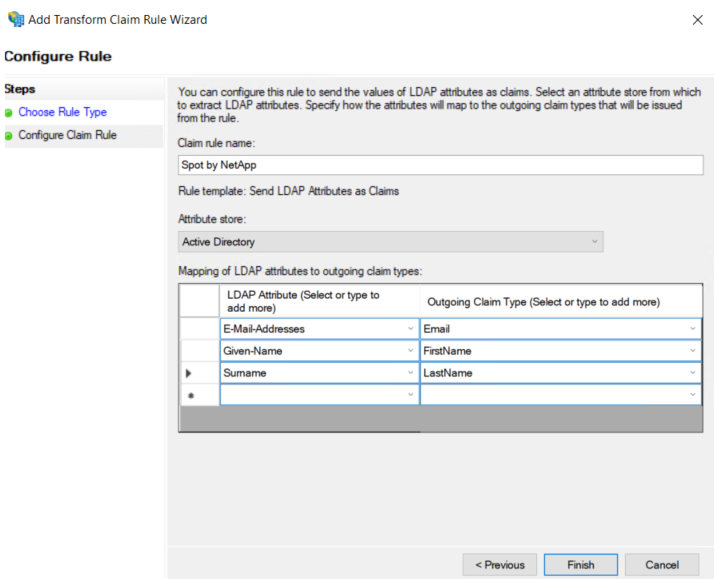 Add Transform Claim Rule Wizard
Configure Rule
Steps
Choose Rule Type
Configure Claim Rule
You can configure this rule to send the values of LDAP attributes as claims. Select an attribute store from which
to extract LDAP attributes. Specify how the attributes will map to the outgoing claim types that will be issued
from the rule.
Claim rule name:
Spot by NetApp
Rule template: Send LDAP Attributes as Claims
Attribute store:
Active Directory
Mapping of LDAP attributes to outgoing claim types:
LDAP Attribute (Select or type to
add more)
Outgoing Claim Type (Select or type to add more)
E-Mail-Addresses Email
Given-Name FirstName
Surname LastName
< Previous Finish Cancel